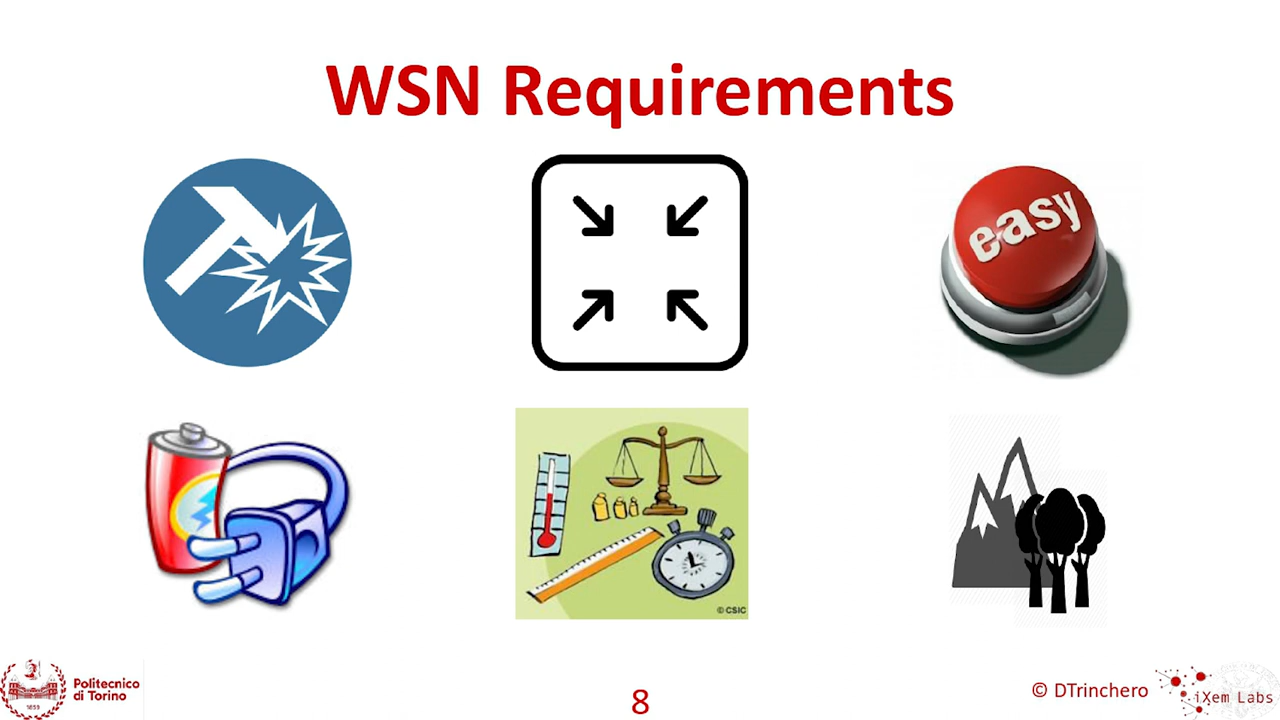 WSN Requirements
easy
© CSIC
Politecnico
di Torino
1859
8
© DTrinchero
iXem Labs